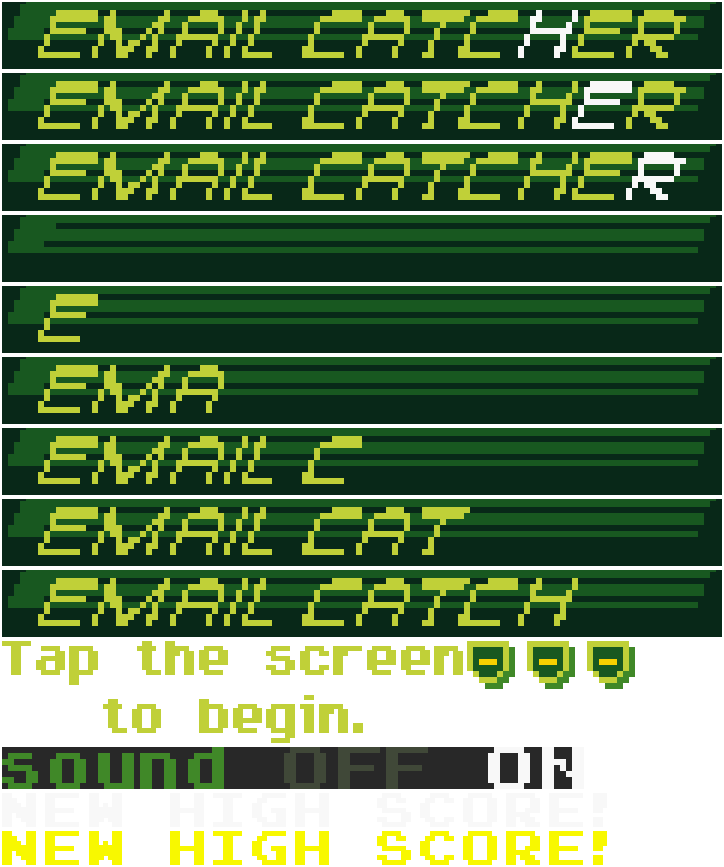 EMAIL CATCHER
EMAIL CATCHER
EMAIL CATCHER
E
EMA
EMAIL C
EMAIL CAT
EMAIL CATCH
Tap the screen
to begin.
sound OFF ON
NEW HIGH SCORE!
NEW HIGH SCORE!